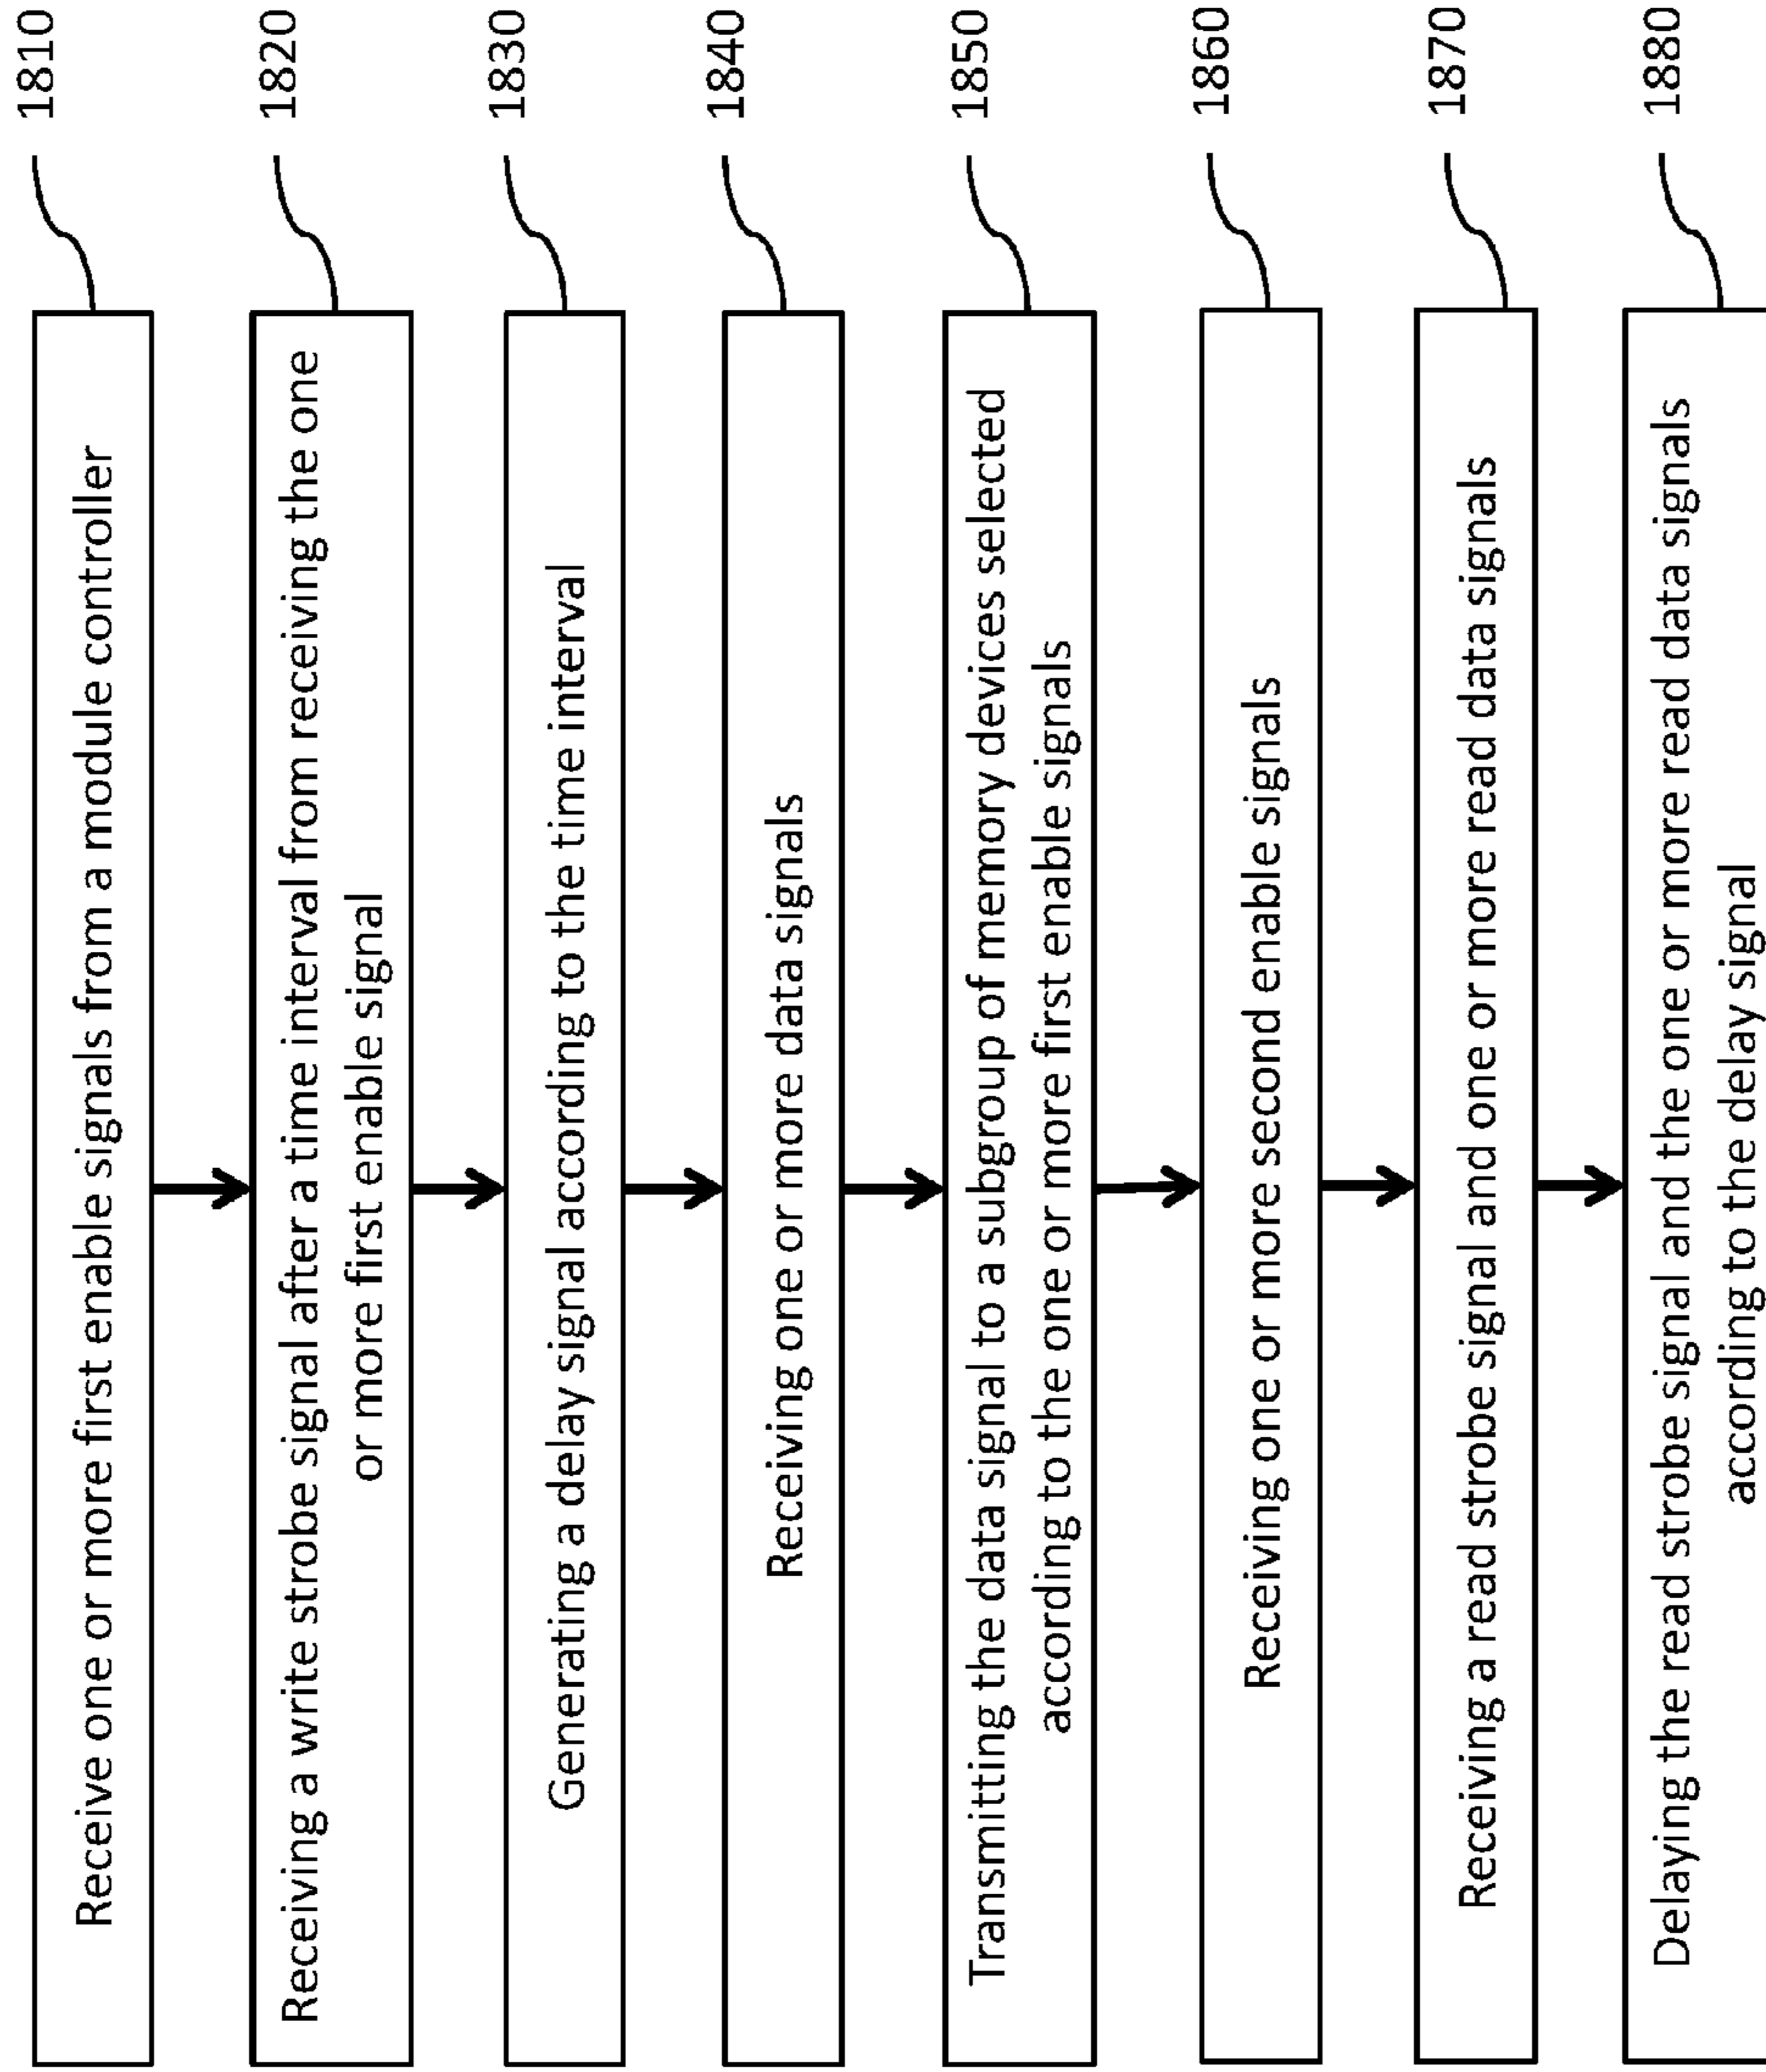 Receive one or more first enable signals from a module controller
1810
Receiving a write strobe signal after a time interval from receiving the one
or more first enable signal
1820
Generating a delay signal according to the time interval
1830
Receiving one or more data signals
1840
Transmitting the data signal to a subgroup of memory devices selected
according to the one or more first enable signals
1850
Receiving one or more second enable signals
1860
Receiving a read strobe signal and one or more read data signals
1870
Delaying the read strobe signal and the one or more read data signals
according to the delay signal
1880